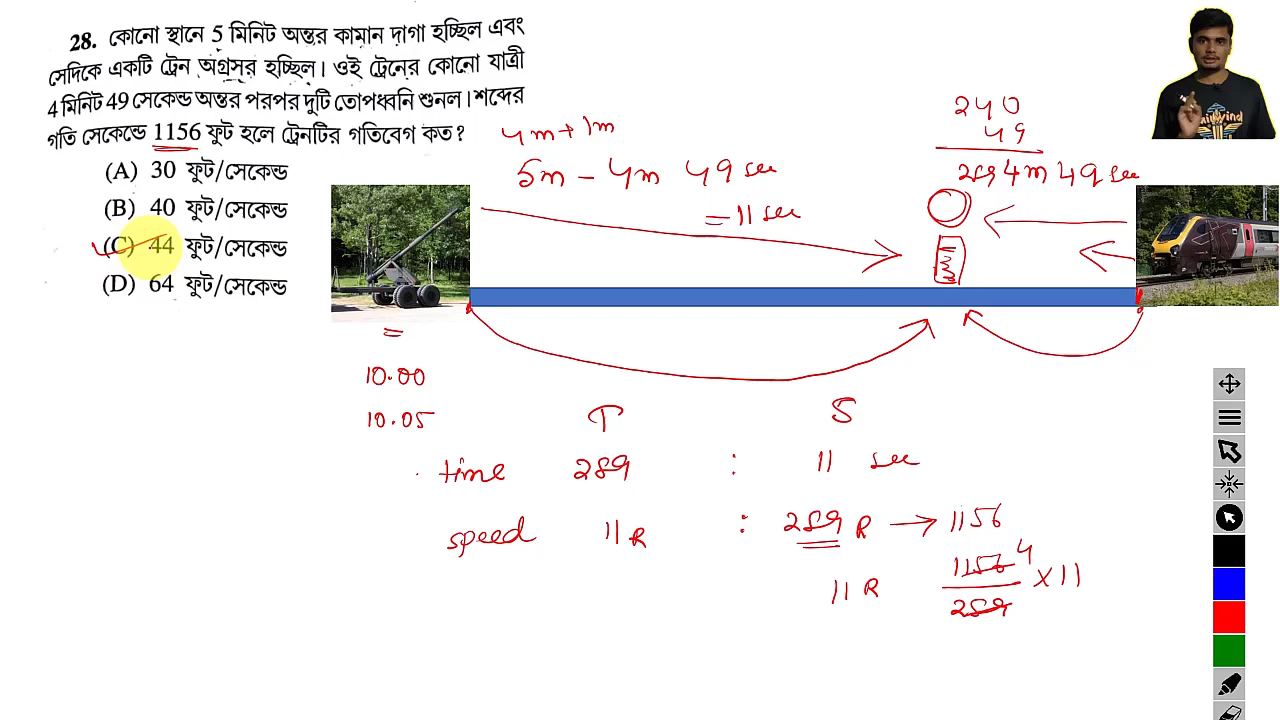 28. কোনো স্থানে 5 মিনিট অন্তর কামান দাগা হচ্ছিল এবং
সেদিকে একটি ট্রেন অগ্রসর হচ্ছিল। ওই ট্রেনের কোনো যাত্রী
4 মিনিট 49 সেকেন্ড অন্তর পরপর দুটি তোপধ্বনি শুনল। শব্দের
গতি সেকেন্ডে 1156 ফুট হলে ট্রেনটির গতিবেগ কত?
(A) 30 ফুট/সেকেন্ড
(B) 40 ফুট/সেকেন্ড
(C) 44 ফুট/সেকেন্ড
(D) 64 ফুট/সেকেন্ড
4m + 1m
5m - 4m 49 sec
= 11 sec
240
49
289 4m 49 sec
=
10.00
10.05
T S
time 289 : 11 sec
speed 11R : 289 R → 1156
11 R 1156/289 4 × 11